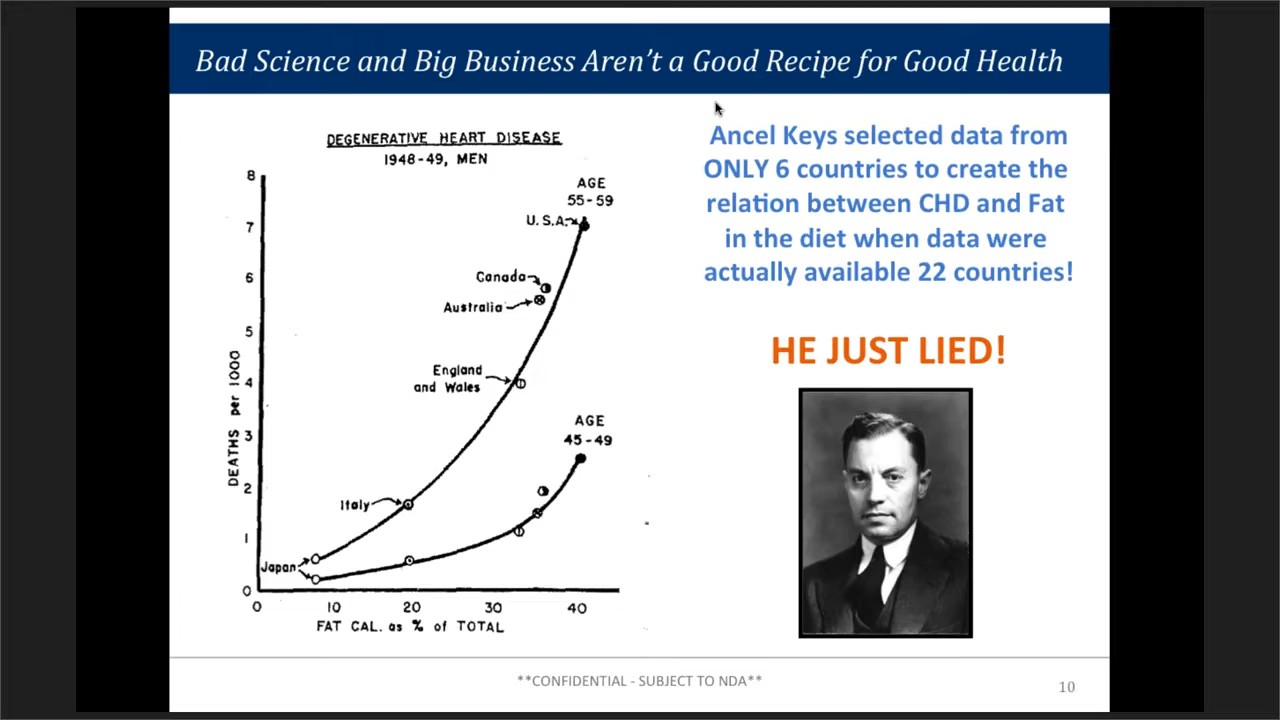 Bad Science and Big Business Aren't a Good Recipe for Good Health
DEGENERATIVE HEART DISEASE
1948-49, MEN
8
7
6
5
4
3
2
1
0
DEATHS per 1000
AGE
55-59
U.S.A.
Canada
Australia
England
and Wales
AGE
45-49
Italy
Japan
0
10
20
30
40
FAT CAL. as % of TOTAL
Ancel Keys selected data from
ONLY 6 countries to create the
relation between CHD and Fat
in the diet when data were
actually available 22 countries!
HE JUST LIED!
**CONFIDENTIAL - SUBJECT TO NDA**
10